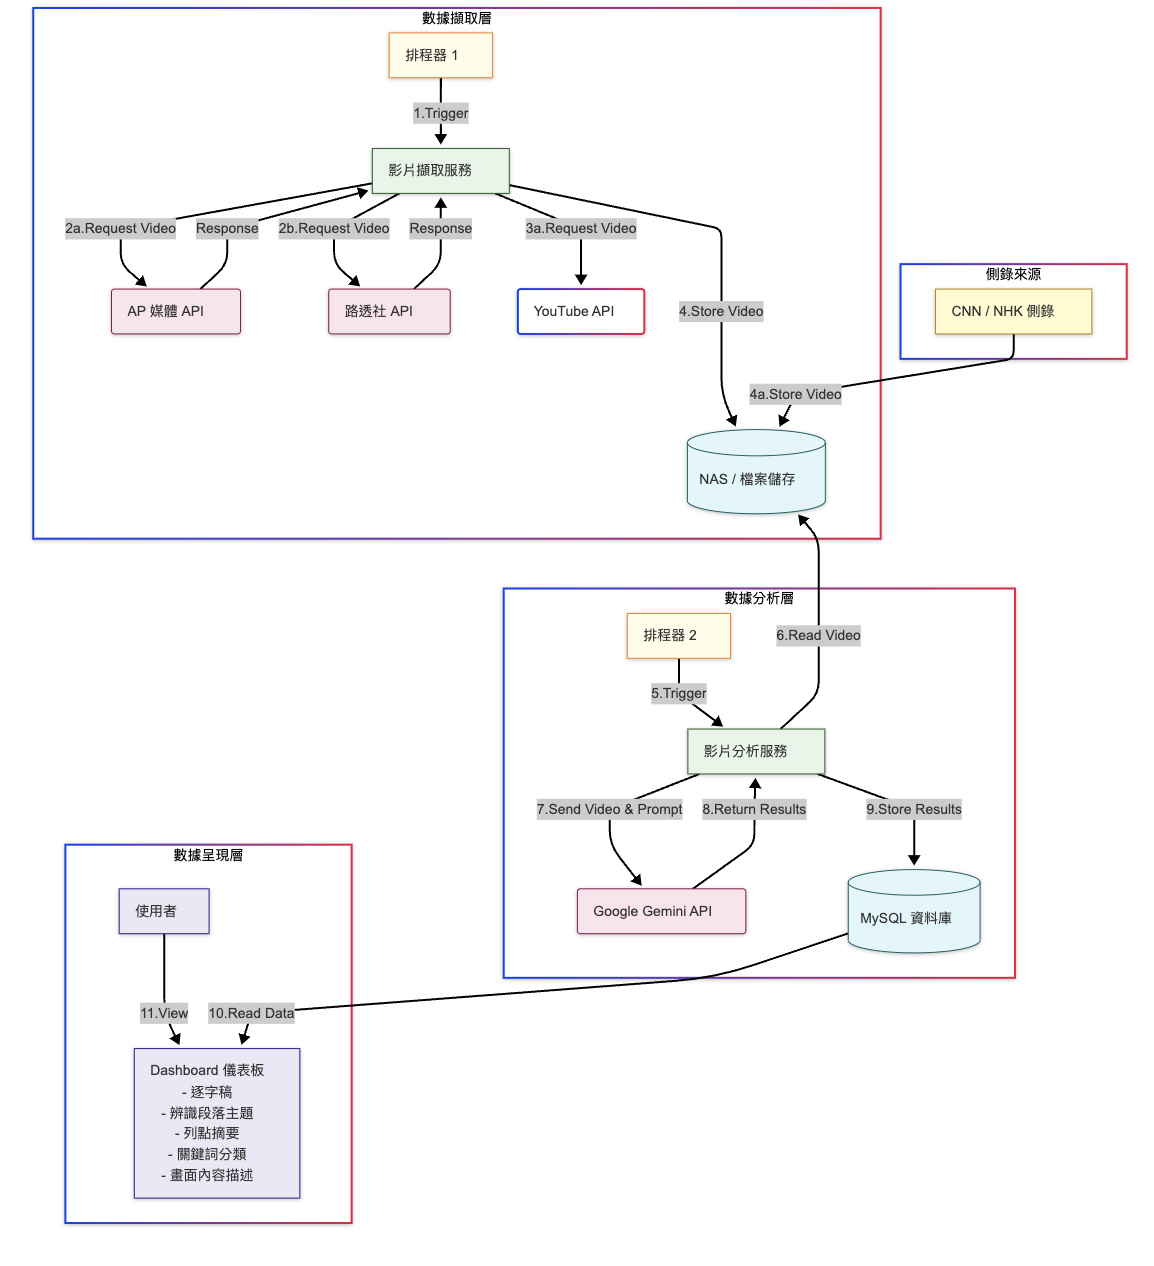 數據擷取層
排程器 1
1.Trigger
影片擷取服務
2a.Request Video
Response
2b.Request Video
Response
3a.Request Video
AP 媒體 API
路透社 API
YouTube API
4.Store Video
側錄來源
CNN / NHK 側錄
4a.Store Video
NAS / 檔案儲存
數據分析層
排程器 2
6.Read Video
5.Trigger
影片分析服務
7.Send Video & Prompt
8.Return Results
9.Store Results
Google Gemini API
MySQL 資料庫
數據呈現層
使用者
11.View
10.Read Data
Dashboard 儀表板
- 逐字稿
- 辨識段落主題
- 列點摘要
- 關鍵詞分類
- 畫面內容描述